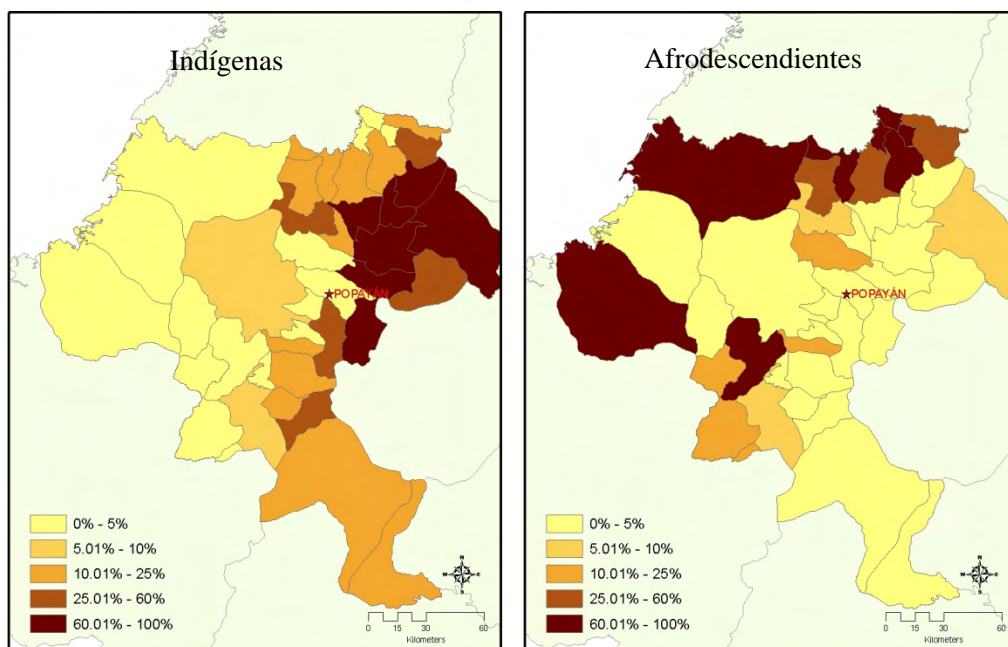 Indígenas
POPAYÁN
0% - 5%
5.01% - 10%
10.01% - 25%
25.01% - 60%
60.01% - 100%
N
W E
S
0 15 30 60
Kilometers
Afrodescendientes
POPAYÁN
0% - 5%
5.01% - 10%
10.01% - 25%
25.01% - 60%
60.01% - 100%
N
W E
S
0 15 30 60
Kilometers